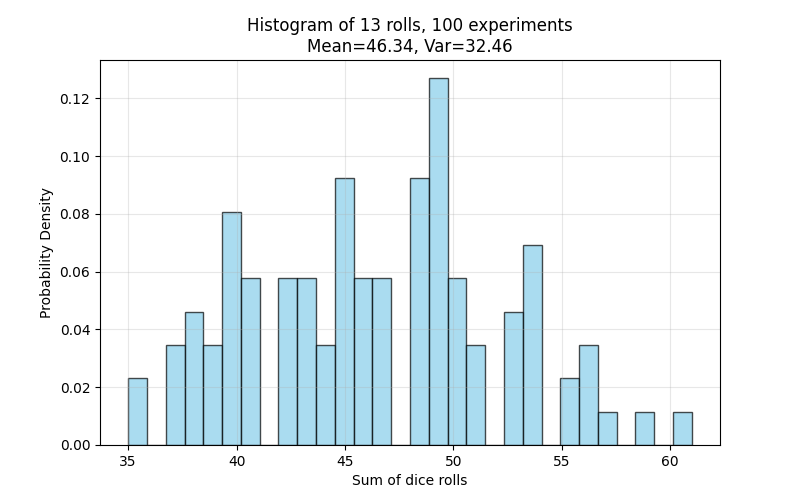 Histogram of 13 rolls, 100 experiments
Mean=46.34, Var=32.46
Probability Density
0.12
0.10
0.08
0.06
0.04
0.02
0.00
35 40 45 50 55 60
Sum of dice rolls